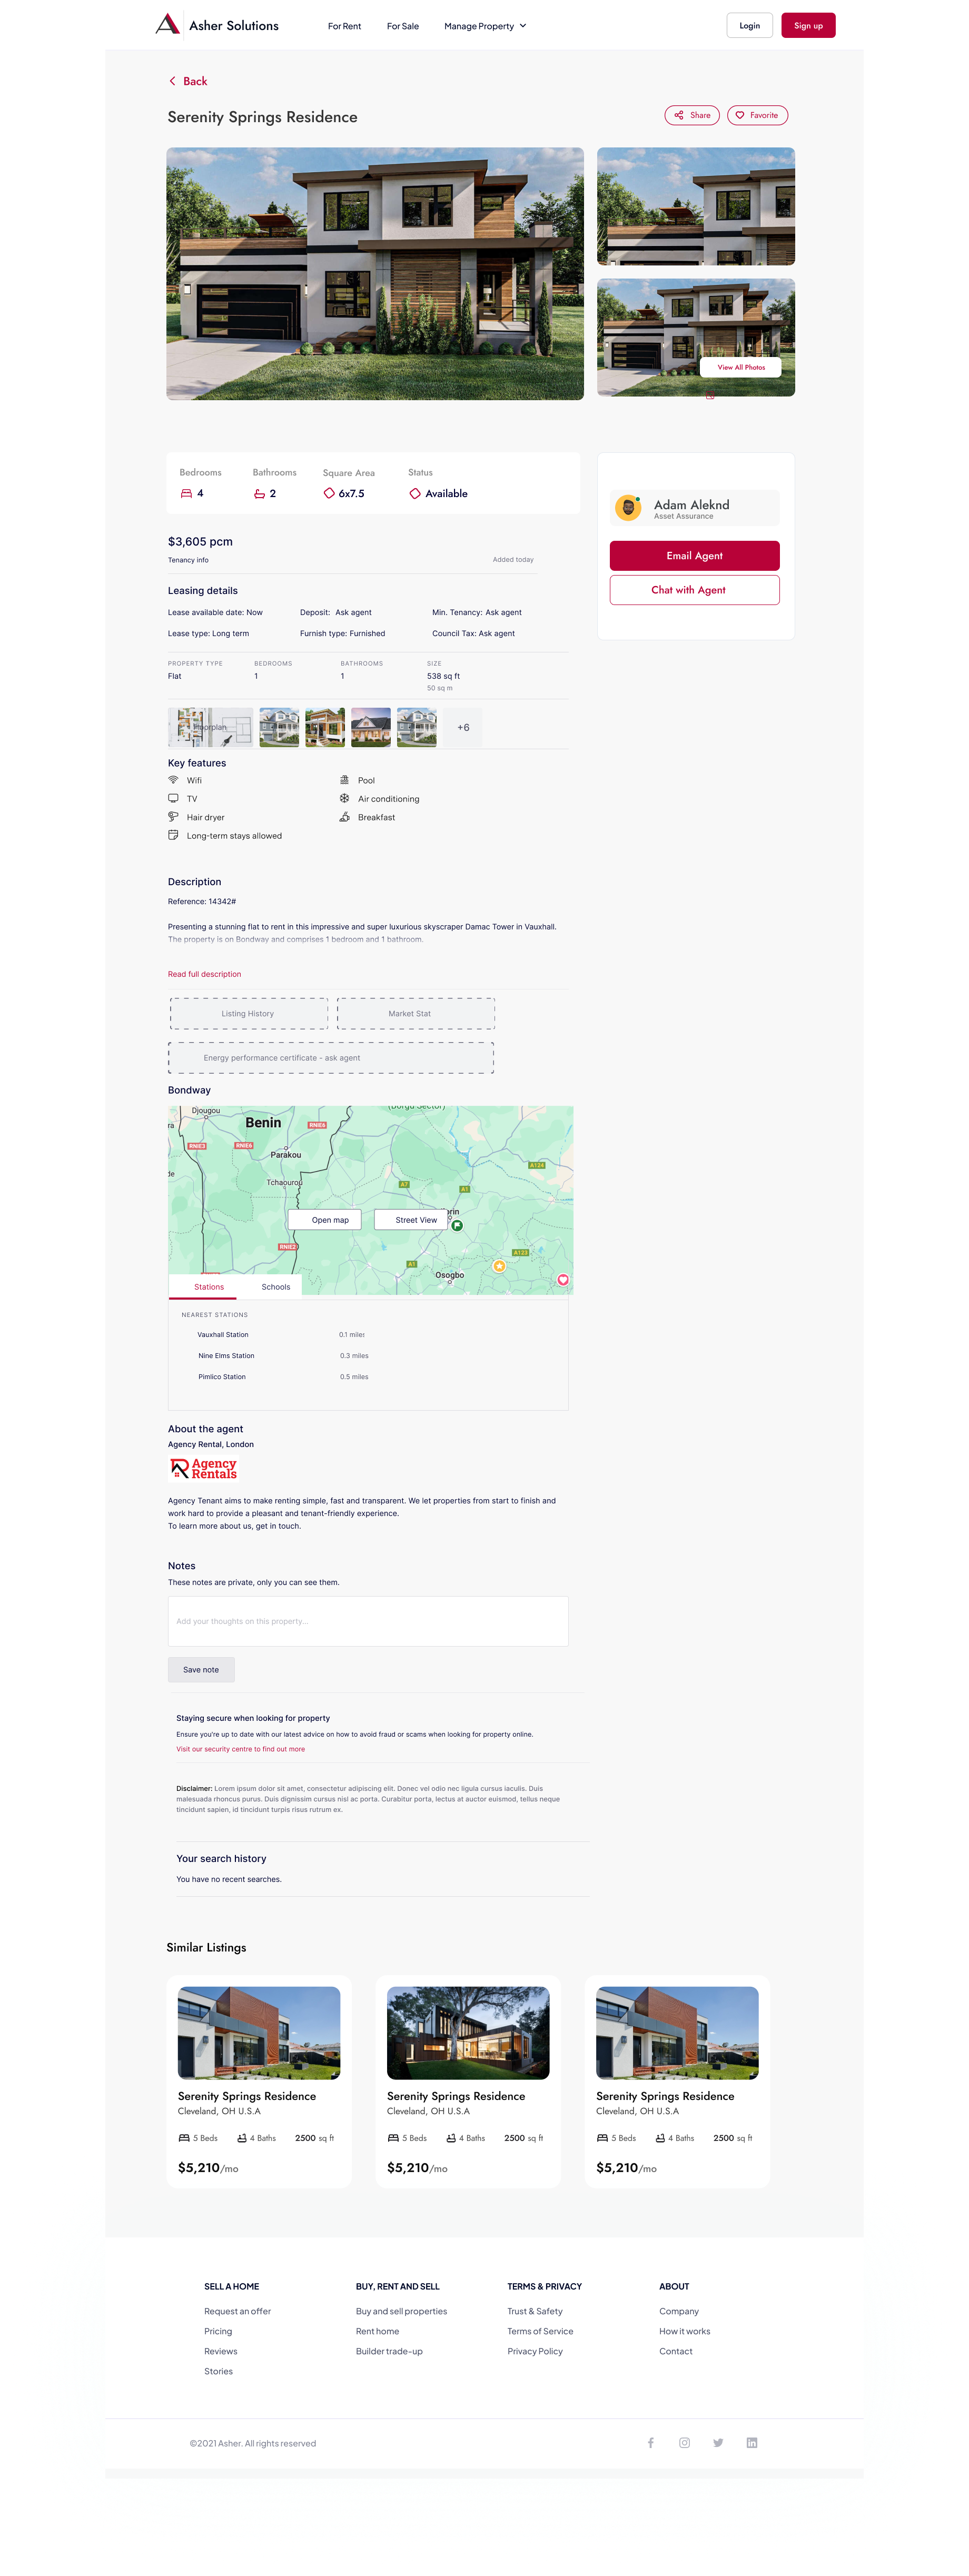 Asher Solutions
For Rent
For Sale
Manage Property
Login
Sign up
Back
Serenity Springs Residence
Share
Favorite
View All Photos
Bedrooms
Bathrooms
Square Area
Status
4
2
6x7.5
Available
Adam Aleknd
Asset Assurance
Email Agent
Chat with Agent
$3,605 pcm
Tenancy info
Added today
Leasing details
Lease available date: Now
Deposit: Ask agent
Min. Tenancy: Ask agent
Lease type: Long term
Furnish type: Furnished
Council Tax: Ask agent
PROPERTY TYPE
BEDROOMS
BATHROOMS
SIZE
Flat
1
1
538 sq ft
50 sq m
Floorplan
+6
Key features
Wifi
Pool
TV
Air conditioning
Hair dryer
Breakfast
Long-term stays allowed
Description
Reference: 14342#
Presenting a stunning flat to rent in this impressive and super luxurious skyscraper Damac Tower in Vauxhall.
The property is on Bondway and comprises 1 bedroom and 1 bathroom.
Read full description
Listing History
Market Stat
Energy performance certificate - ask agent
Bondway
Djougou
(Borgu Sector)
Benin
RNIE6
RNIE3
RNIE6
Parakou
A124
Tchaourou
A7
A1
Open map
Street View
orin
RNIE2
A123
A1
Osogbo
Stations
Schools
NEAREST STATIONS
Vauxhall Station
0.1 miles
Nine Elms Station
0.3 miles
Pimlico Station
0.5 miles
About the agent
Agency Rental, London
Agency
Rentals
Agency Tenant aims to make renting simple, fast and transparent. We let properties from start to finish and
work hard to provide a pleasant and tenant-friendly experience.
To learn more about us, get in touch.
Notes
These notes are private, only you can see them.
Add your thoughts on this property...
Save note
Staying secure when looking for property
Ensure you're up to date with our latest advice on how to avoid fraud or scams when looking for property online.
Visit our security centre to find out more
Disclaimer: Lorem ipsum dolor sit amet, consectetur adipiscing elit. Donec vel odio nec ligula cursus iaculis. Duis
malesuada rhoncus purus. Duis dignissim cursus nisl ac porta. Curabitur porta, lectus at auctor euismod, tellus neque
tincidunt sapien, id tincidunt turpis risus rutrum ex.
Your search history
You have no recent searches.
Similar Listings
Serenity Springs Residence
Cleveland, OH U.S.A
5 Beds
4 Baths
2500 sq ft
$5,210/mo
Serenity Springs Residence
Cleveland, OH U.S.A
5 Beds
4 Baths
2500 sq ft
$5,210/mo
Serenity Springs Residence
Cleveland, OH U.S.A
5 Beds
4 Baths
2500 sq ft
$5,210/mo
SELL A HOME
Request an offer
Pricing
Reviews
Stories
BUY, RENT AND SELL
Buy and sell properties
Rent home
Builder trade-up
TERMS & PRIVACY
Trust & Safety
Terms of Service
Privacy Policy
ABOUT
Company
How it works
Contact
©2021 Asher. All rights reserved